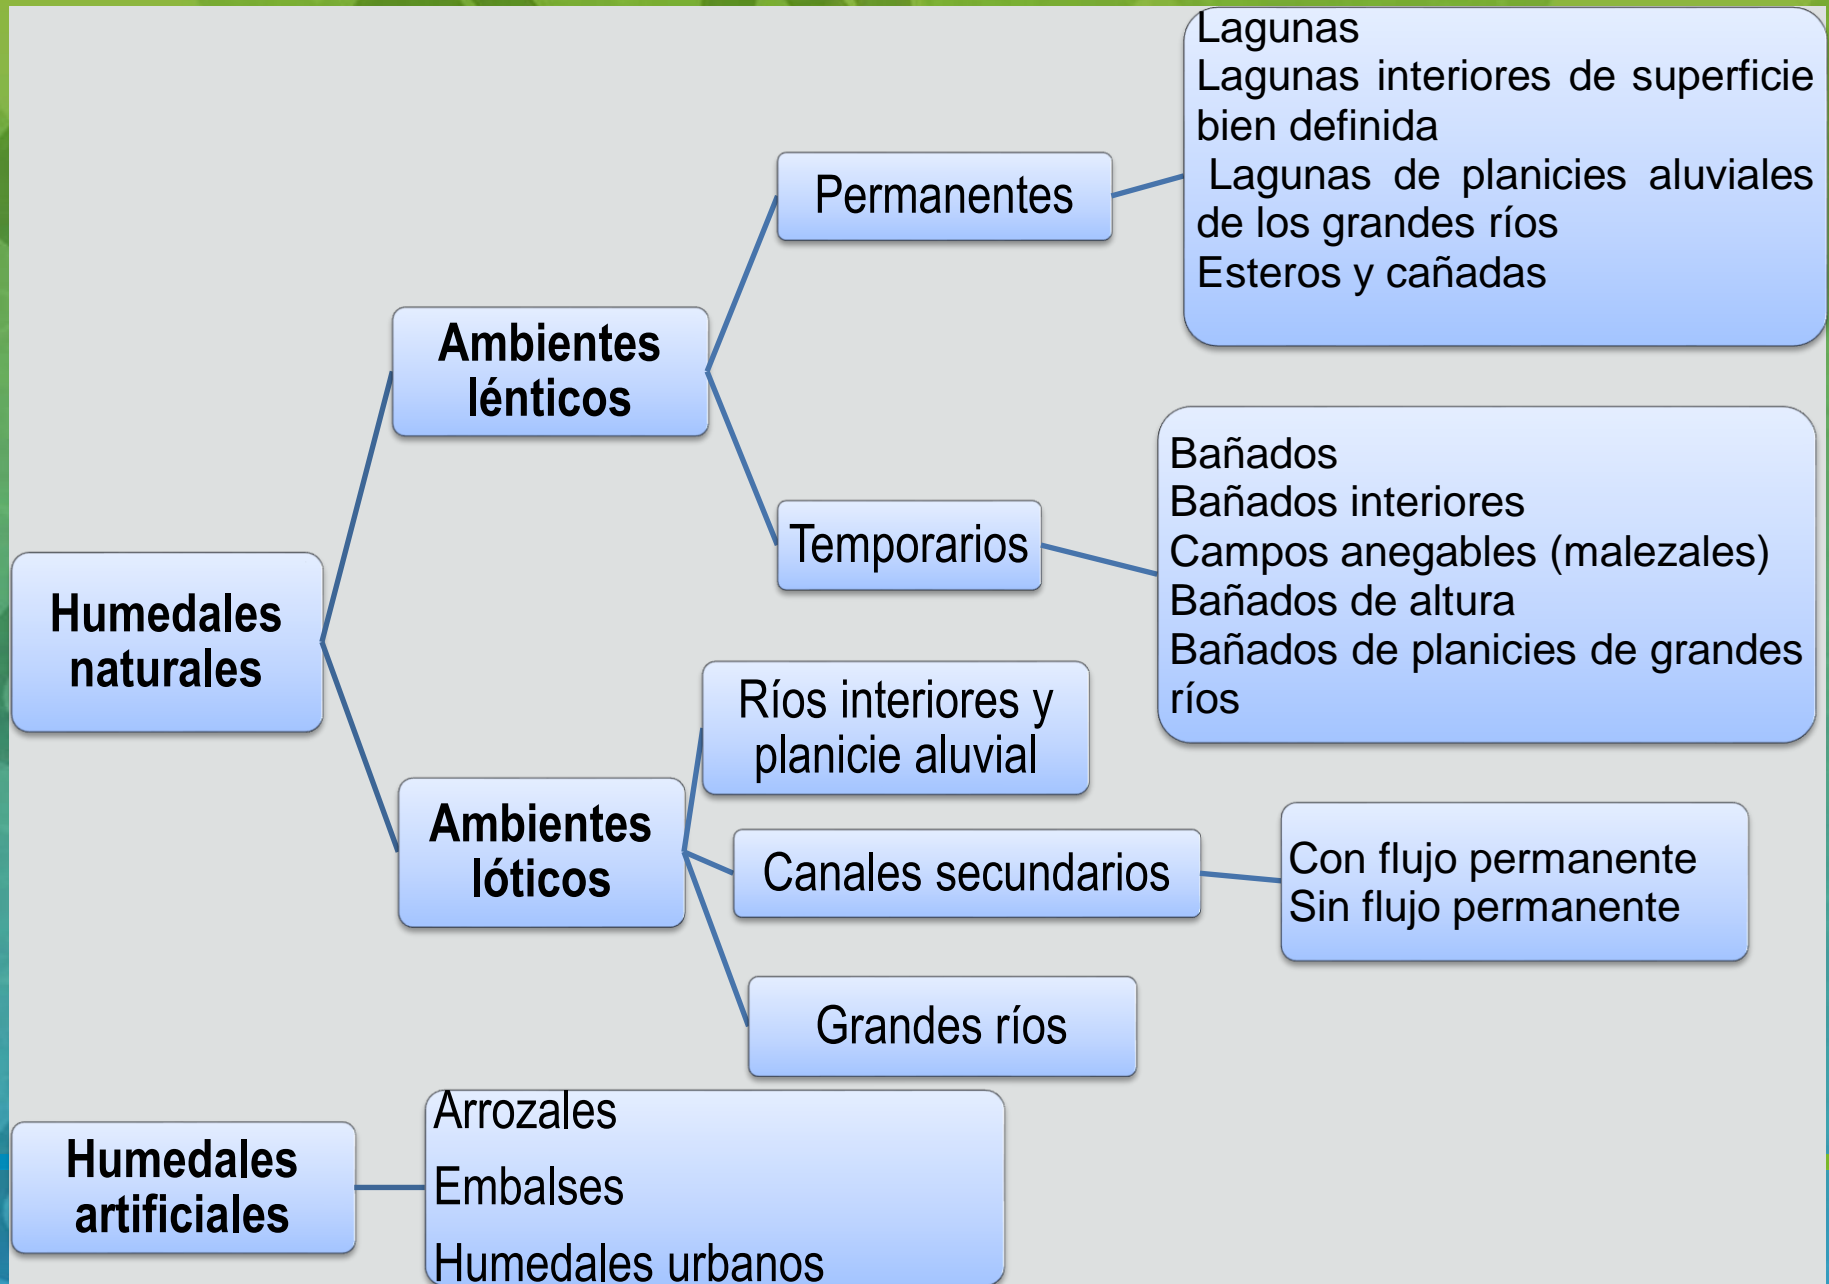 Lagunas
Lagunas interiores de superficie
bien definida
Lagunas de planicies aluviales
de los grandes ríos
Esteros y cañadas
Permanentes
Ambientes
lénticos
Bañados
Bañados interiores
Campos anegables (malezales)
Bañados de altura
Bañados de planicies de grandes
ríos
Temporarios
Humedales
naturales
Ríos interiores y
planicie aluvial
Ambientes
lóticos
Canales secundarios
Con flujo permanente
Sin flujo permanente
Grandes ríos
Humedales
artificiales
Arrozales
Embalses
Humedales urbanos